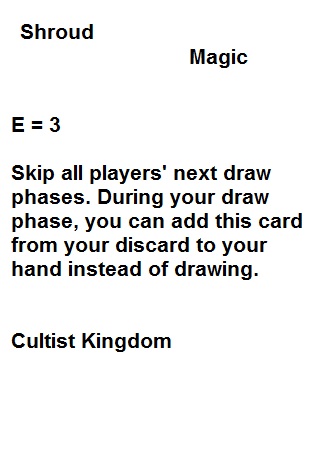 Shroud
Magic
E = 3
Skip all players' next draw
phases. During your draw
phase, you can add this card
from your discard to your
hand instead of drawing.
Cultist Kingdom